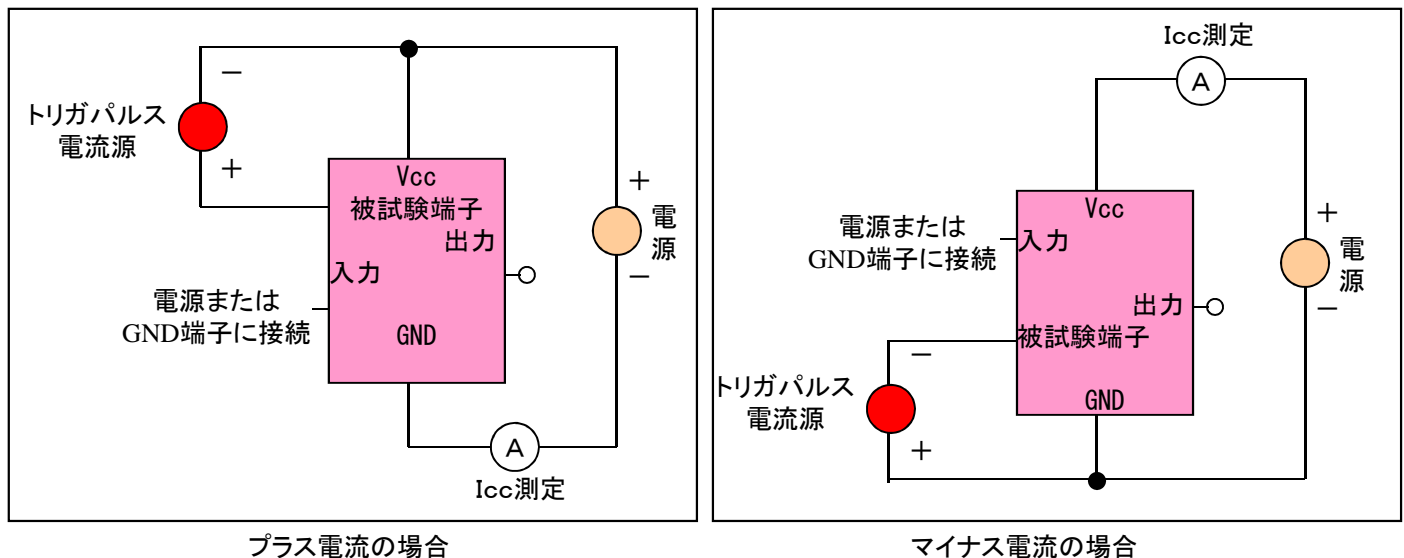 －
トリガパルス
電流源
＋
Vcc
被試験端子
出力
入力
電源または
GND端子に接続
GND
＋
電
源
－
A
Icc測定
プラス電流の場合
Icc測定
A
Vcc
電源または
GND端子に接続
入力
＋
電
源
－
出力
被試験端子
－
トリガパルス
電流源
＋
GND
マイナス電流の場合